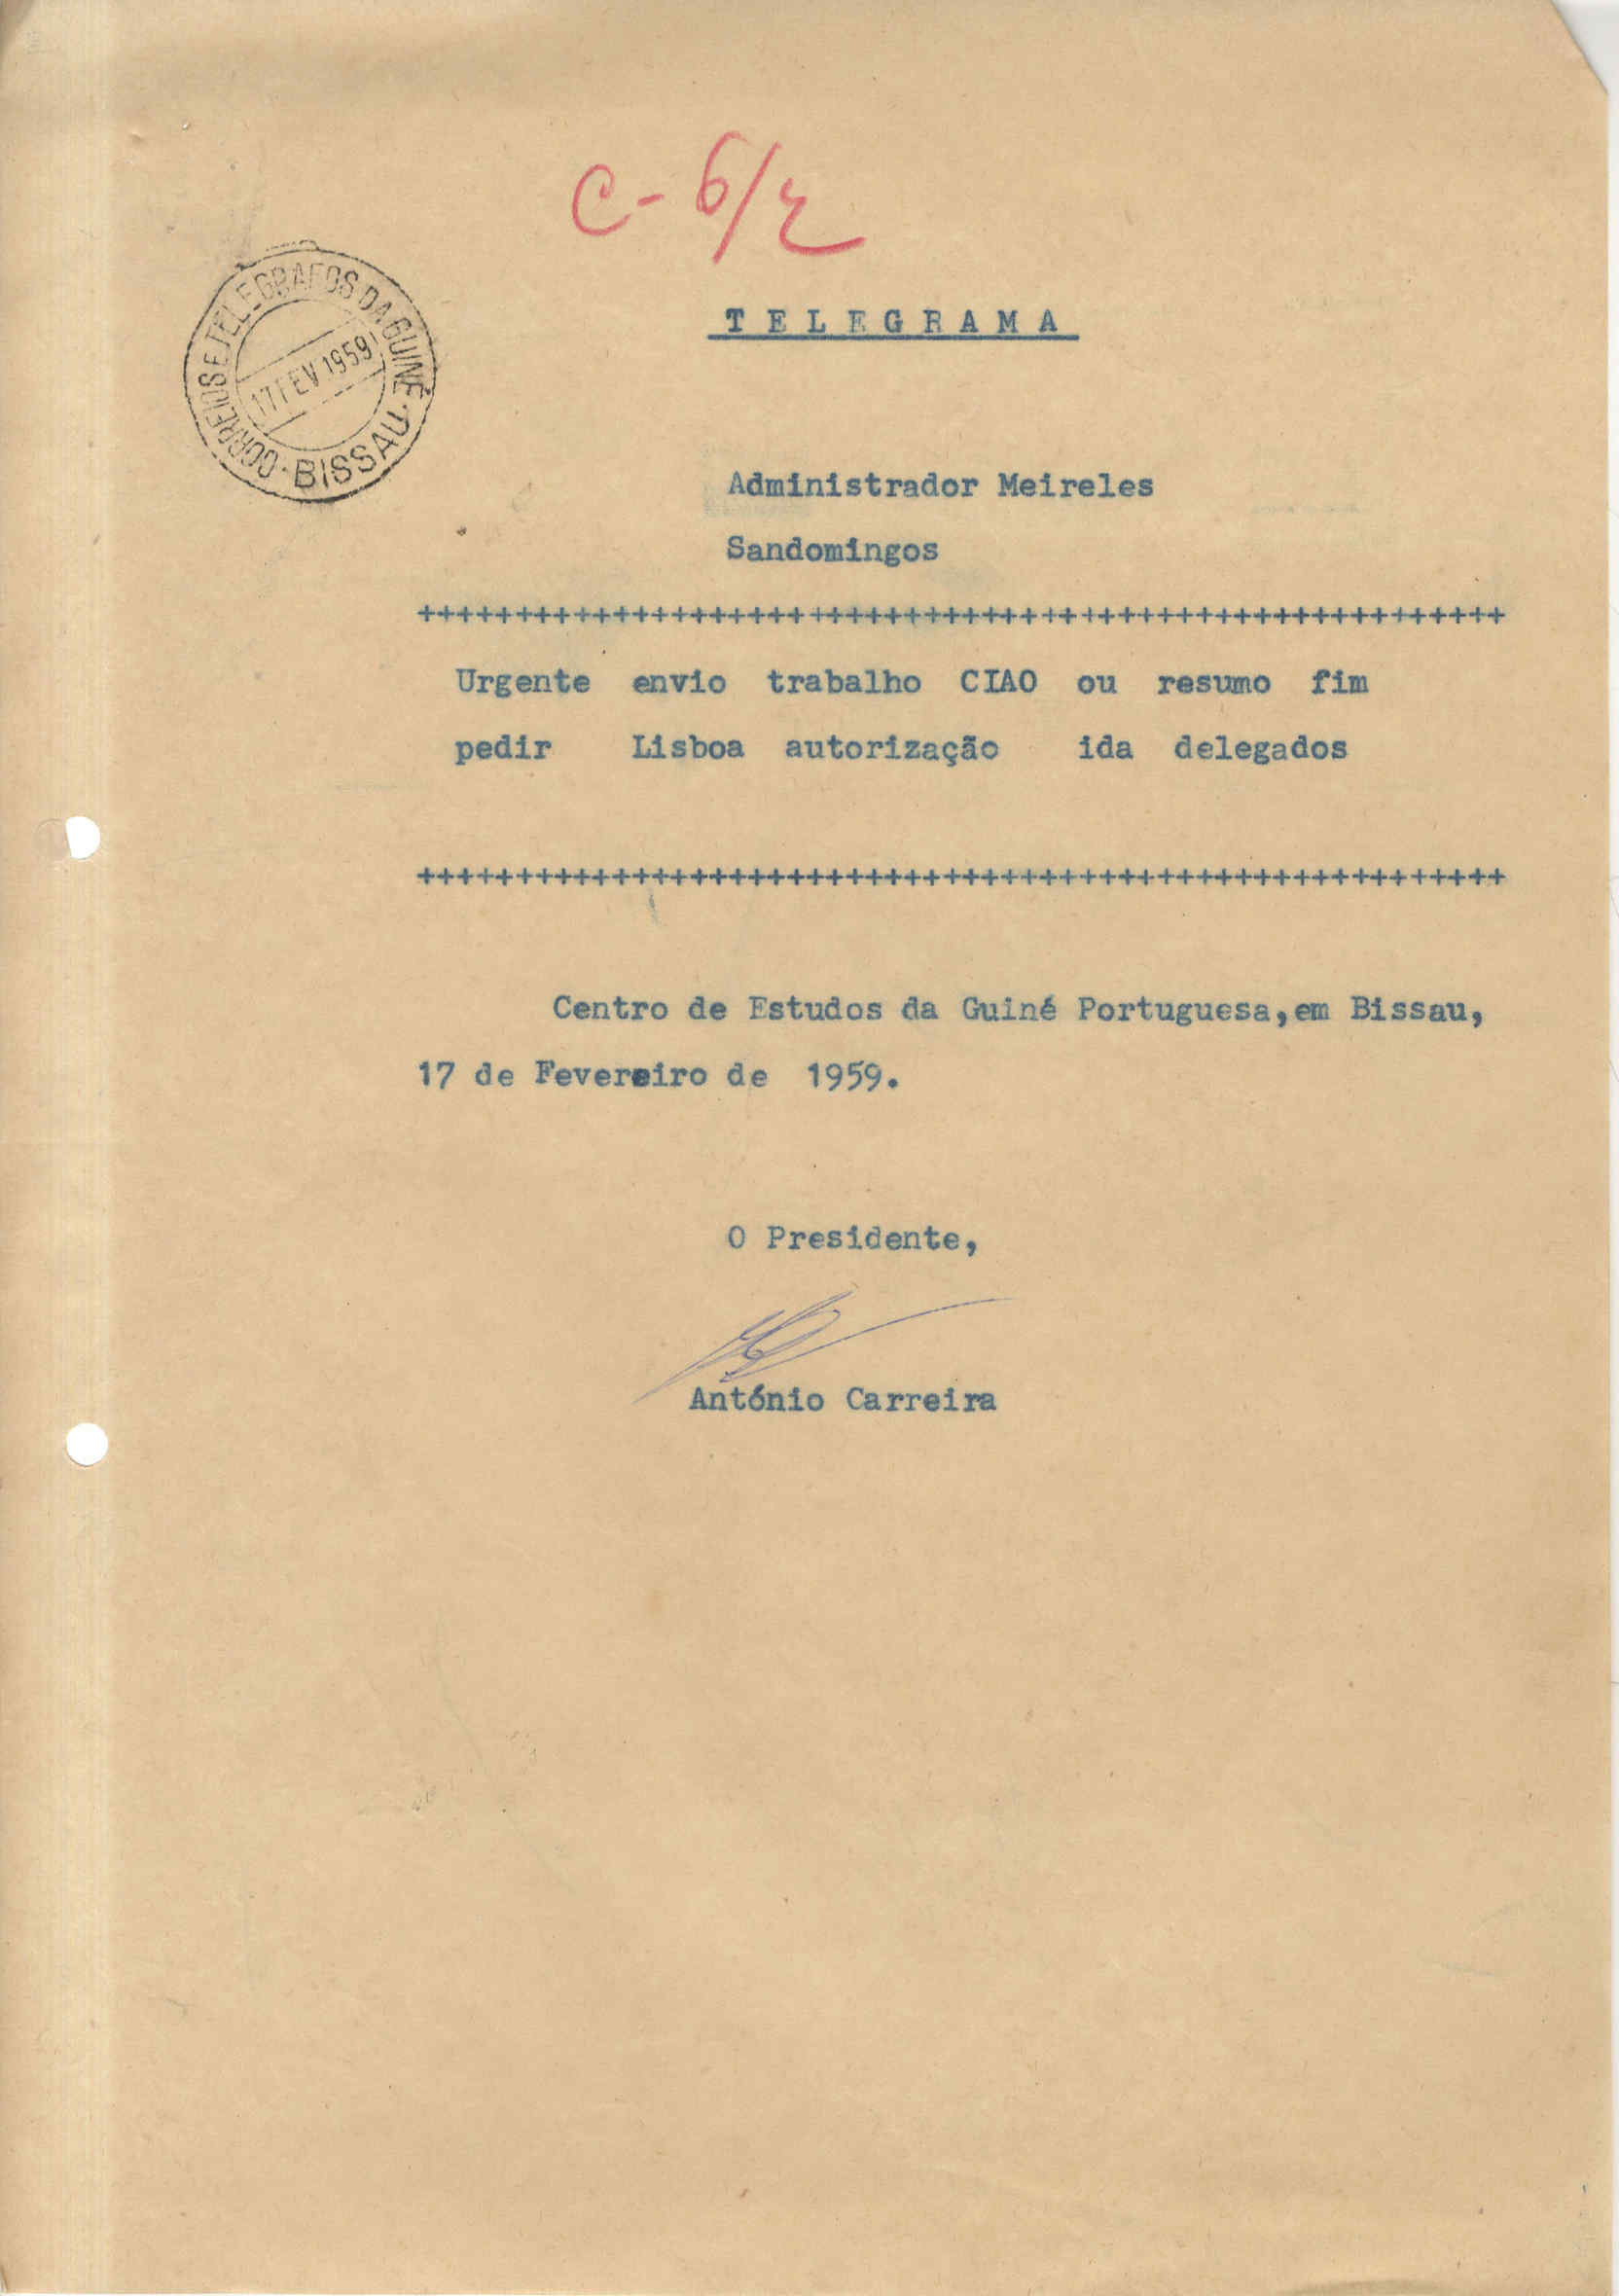 C-6/2
TELEGRAMA
CORREIOS E TELEGRAFOS DA GUINÉ · BISSAU ·
17 FEV 1959
Administrador Meireles
Sandomingos
++++++++++++++++++++++++++++++++++++++++++++++++++++++++
Urgente envio trabalho CIAO ou resumo fim
pedir Lisboa autorização ida delegados
++++++++++++++++++++++++++++++++++++++++++++++++++++++++
Centro de Estudos da Guiné Portuguesa,em Bissau,
17 de Fevereiro de 1959.
O Presidente,
António Carreira